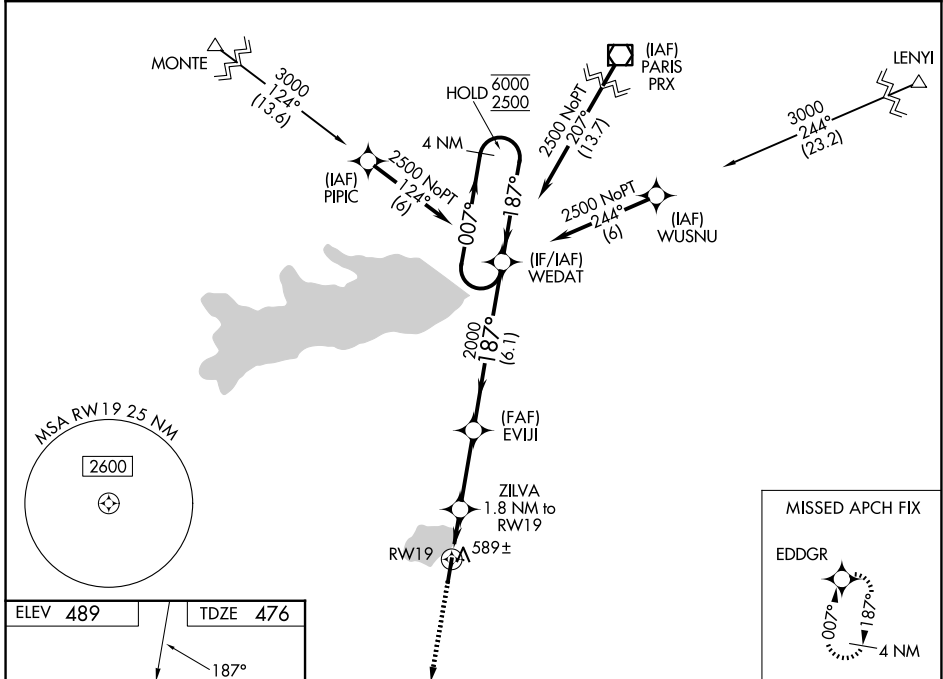 MONTE
3000
124°
(13.6)
HOLD
6000
2500
(IAF)
PARIS
PRX
LENYI
4 NM
2500 NoPT
207°
(13.7)
3000
244°
(23.2)
(IAF)
PIPIC
2500 NoPT
124°
(6)
007°
187°
2500 NoPT
244°
(6)
(IAF)
WUSNU
(IF/IAF)
WEDAT
2000
187°
(6.1)
(FAF)
EVIJI
MSA RW19 25 NM
2600
ZILVA
1.8 NM to
RW19
RW19
589±
MISSED APCH FIX
EDDGR
007°
187°
4 NM
ELEV 489
TDZE 476
187°